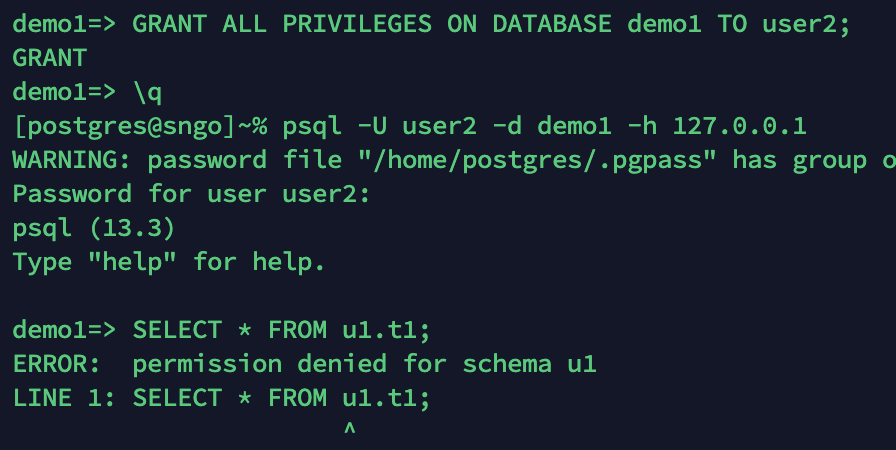 demo1=> GRANT ALL PRIVILEGES ON DATABASE demo1 TO user2;
GRANT
demo1=> \q
[postgres@sngo]~% psql -U user2 -d demo1 -h 127.0.0.1
WARNING: password file "/home/postgres/.pgpass" has group o
Password for user user2:
psql (13.3)
Type "help" for help.

demo1=> SELECT * FROM u1.t1;
ERROR:  permission denied for schema u1
LINE 1: SELECT * FROM u1.t1;
                      ^